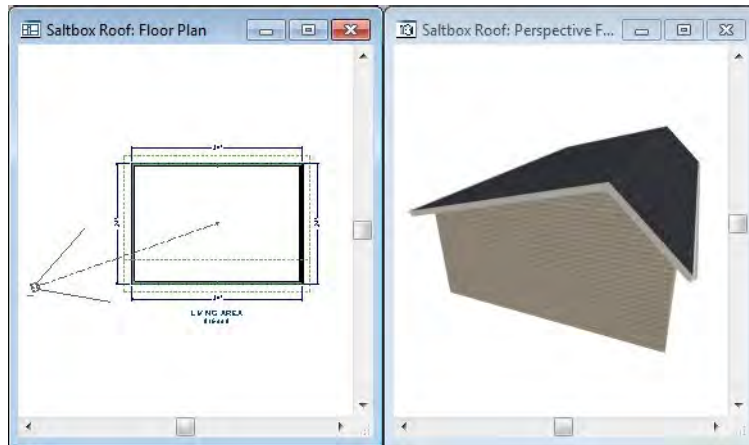 Saltbox Roof: Floor Plan
Saltbox Roof: Perspective F...
LIVING AREA